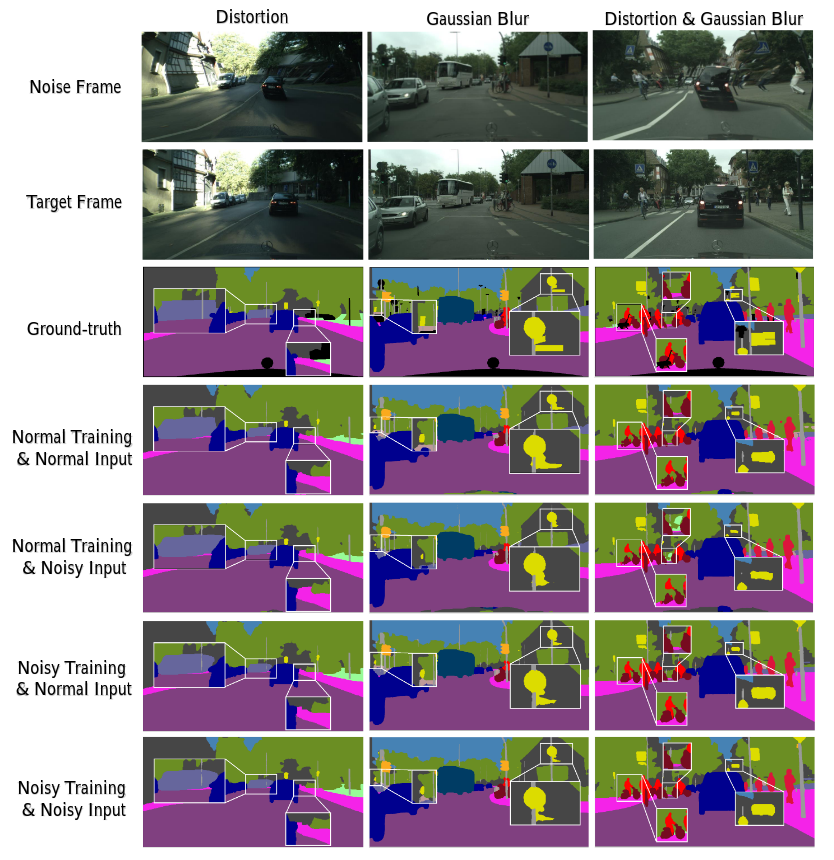 Distortion
Gaussian Blur
Distortion & Gaussian Blur
Noise Frame
Target Frame
Ground-truth
Normal Training
& Normal Input
Normal Training
& Noisy Input
Noisy Training
& Normal Input
Noisy Training
& Noisy Input